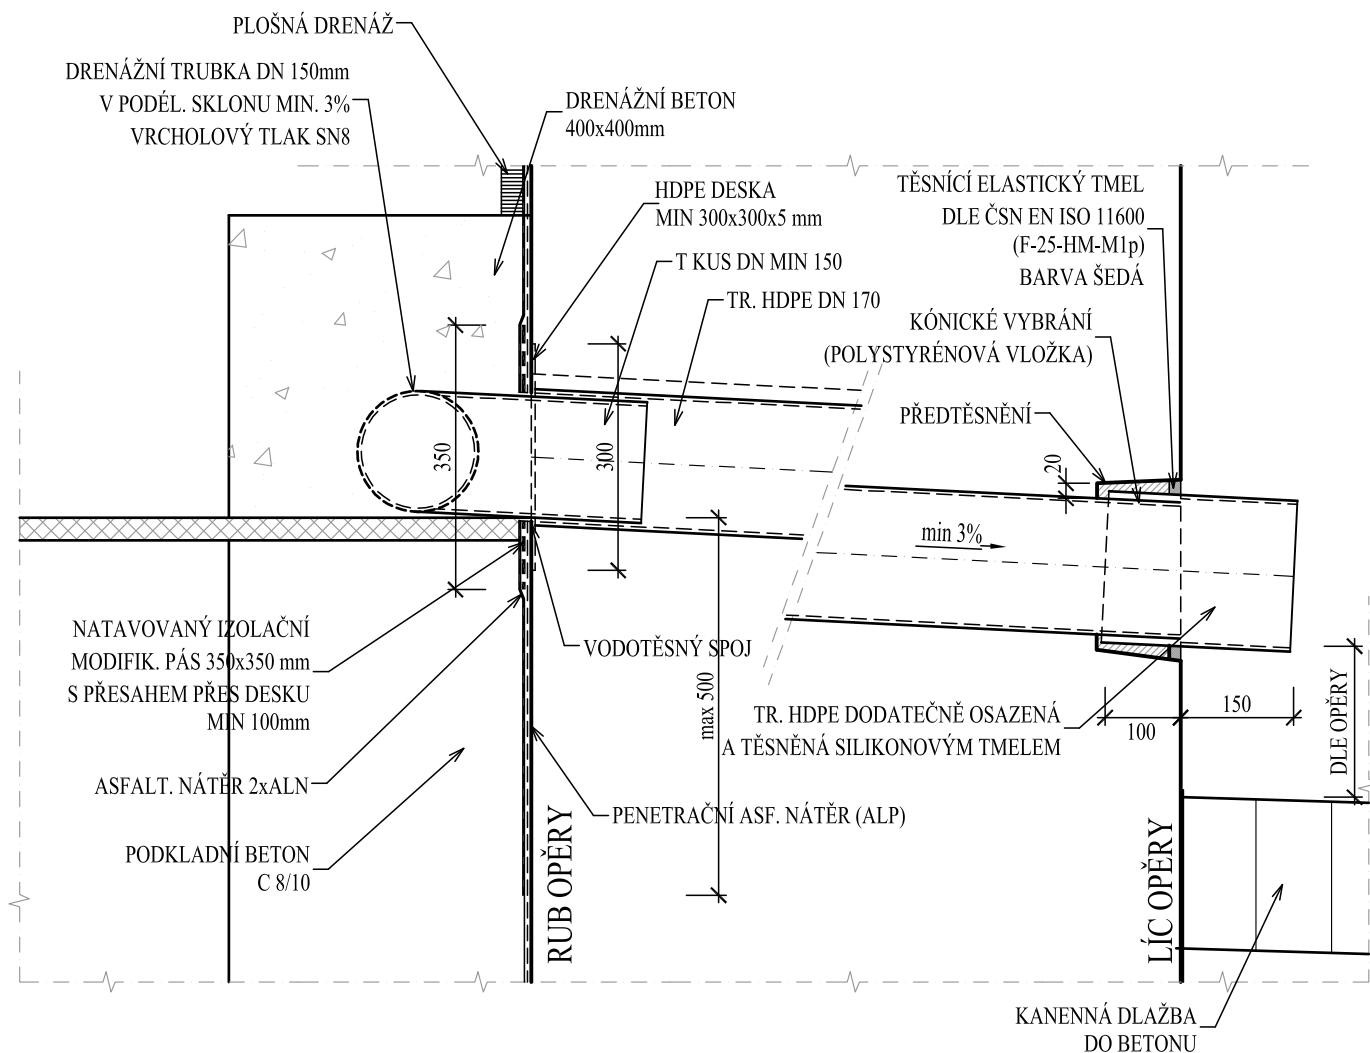 PLOŠNÁ DRENÁŽ
DRENÁŽNÍ TRUBKA DN 150mm
V PODÉL. SKLONU MIN. 3%
VRCHOLOVÝ TLAK SN8
DRENÁŽNÍ BETON
400x400mm
HDPE DESKA
MIN 300x300x5 mm
T KUS DN MIN 150
TR. HDPE DN 170
TĚSNÍCÍ ELASTICKÝ TMEL
DLE ČSN EN ISO 11600
(F-25-HM-M1p)
BARVA ŠEDÁ
KÓNICKÉ VYBRÁNÍ
(POLYSTYRÉNOVÁ VLOŽKA)
PŘEDTĚSNĚNÍ
350
300
20
min 3%
NATAVOVANÝ IZOLAČNÍ
MODIFIK. PÁS 350x350 mm
S PŘESAHEM PŘES DESKU
MIN 100mm
VODOTĚSNÝ SPOJ
max 500
TR. HDPE DODATEČNĚ OSAZENÁ
A TĚSNĚNÁ SILIKONOVÝM TMELEM
100
150
DLE OPĚRY
ASFALT. NÁTĚR 2xALN
PENETRAČNÍ ASF. NÁTĚR (ALP)
PODKLADNÍ BETON
C 8/10
RUB OPĚRY
LÍC OPĚRY
KANENNÁ DLAŽBA
DO BETONU